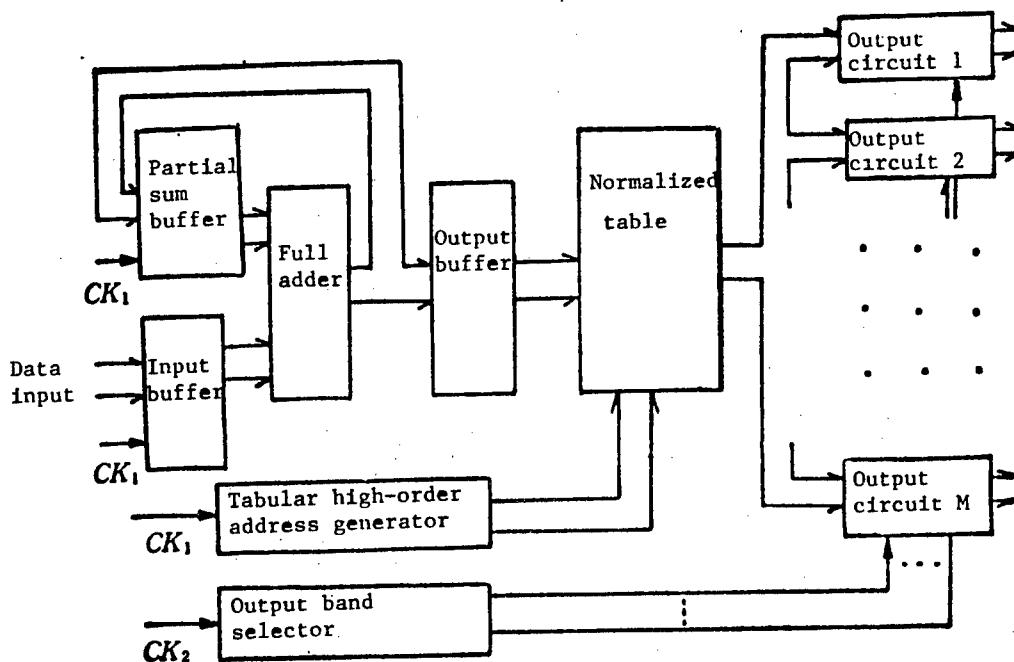 Output
circuit 1
Output
circuit 2
Partial
sum
buffer
Normalized
table
Full
adder
Output
buffer
CK₁
Data
input
Input
buffer
CK₁
Output
circuit M
Tabular high-order
address generator
CK₁
Output band
selector
CK₂